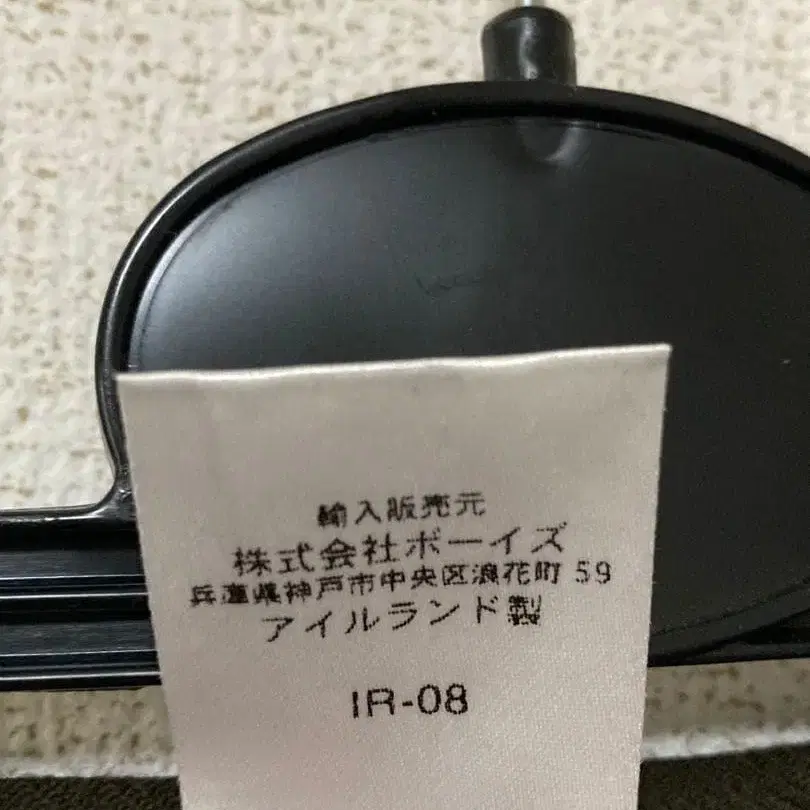 輸入販売元
株式会社ボーイズ
兵庫県神戸市中央区浪花町 59
アイルランド製
IR-08